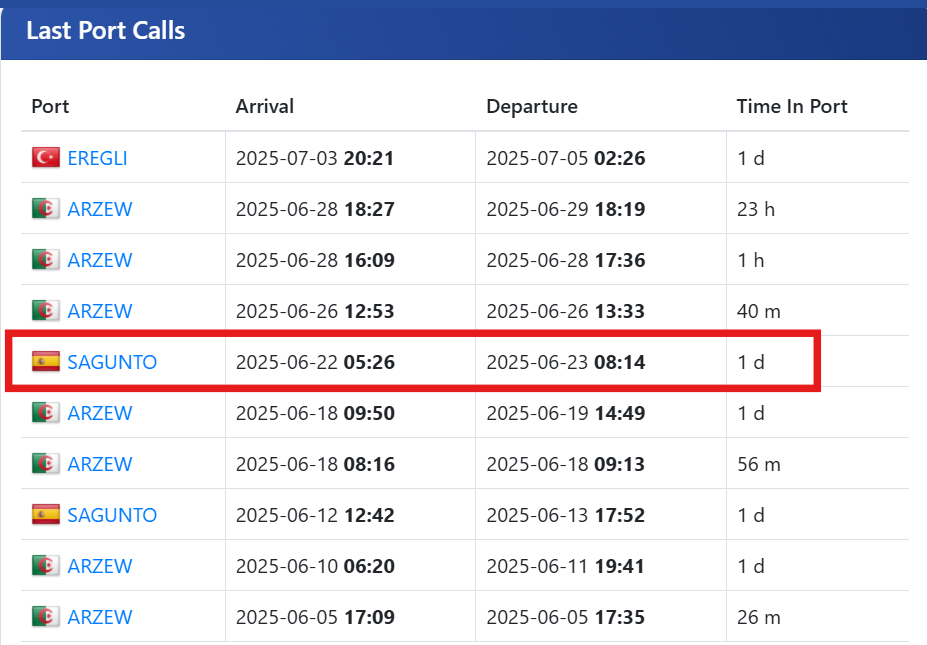 Last Port Calls
Port Arrival Departure Time In Port
EREGLI 2025-07-03 20:21 2025-07-05 02:26 1 d
ARZEW 2025-06-28 18:27 2025-06-29 18:19 23 h
ARZEW 2025-06-28 16:09 2025-06-28 17:36 1 h
ARZEW 2025-06-26 12:53 2025-06-26 13:33 40 m
SAGUNTO 2025-06-22 05:26 2025-06-23 08:14 1 d
ARZEW 2025-06-18 09:50 2025-06-19 14:49 1 d
ARZEW 2025-06-18 08:16 2025-06-18 09:13 56 m
SAGUNTO 2025-06-12 12:42 2025-06-13 17:52 1 d
ARZEW 2025-06-10 06:20 2025-06-11 19:41 1 d
ARZEW 2025-06-05 17:09 2025-06-05 17:35 26 m